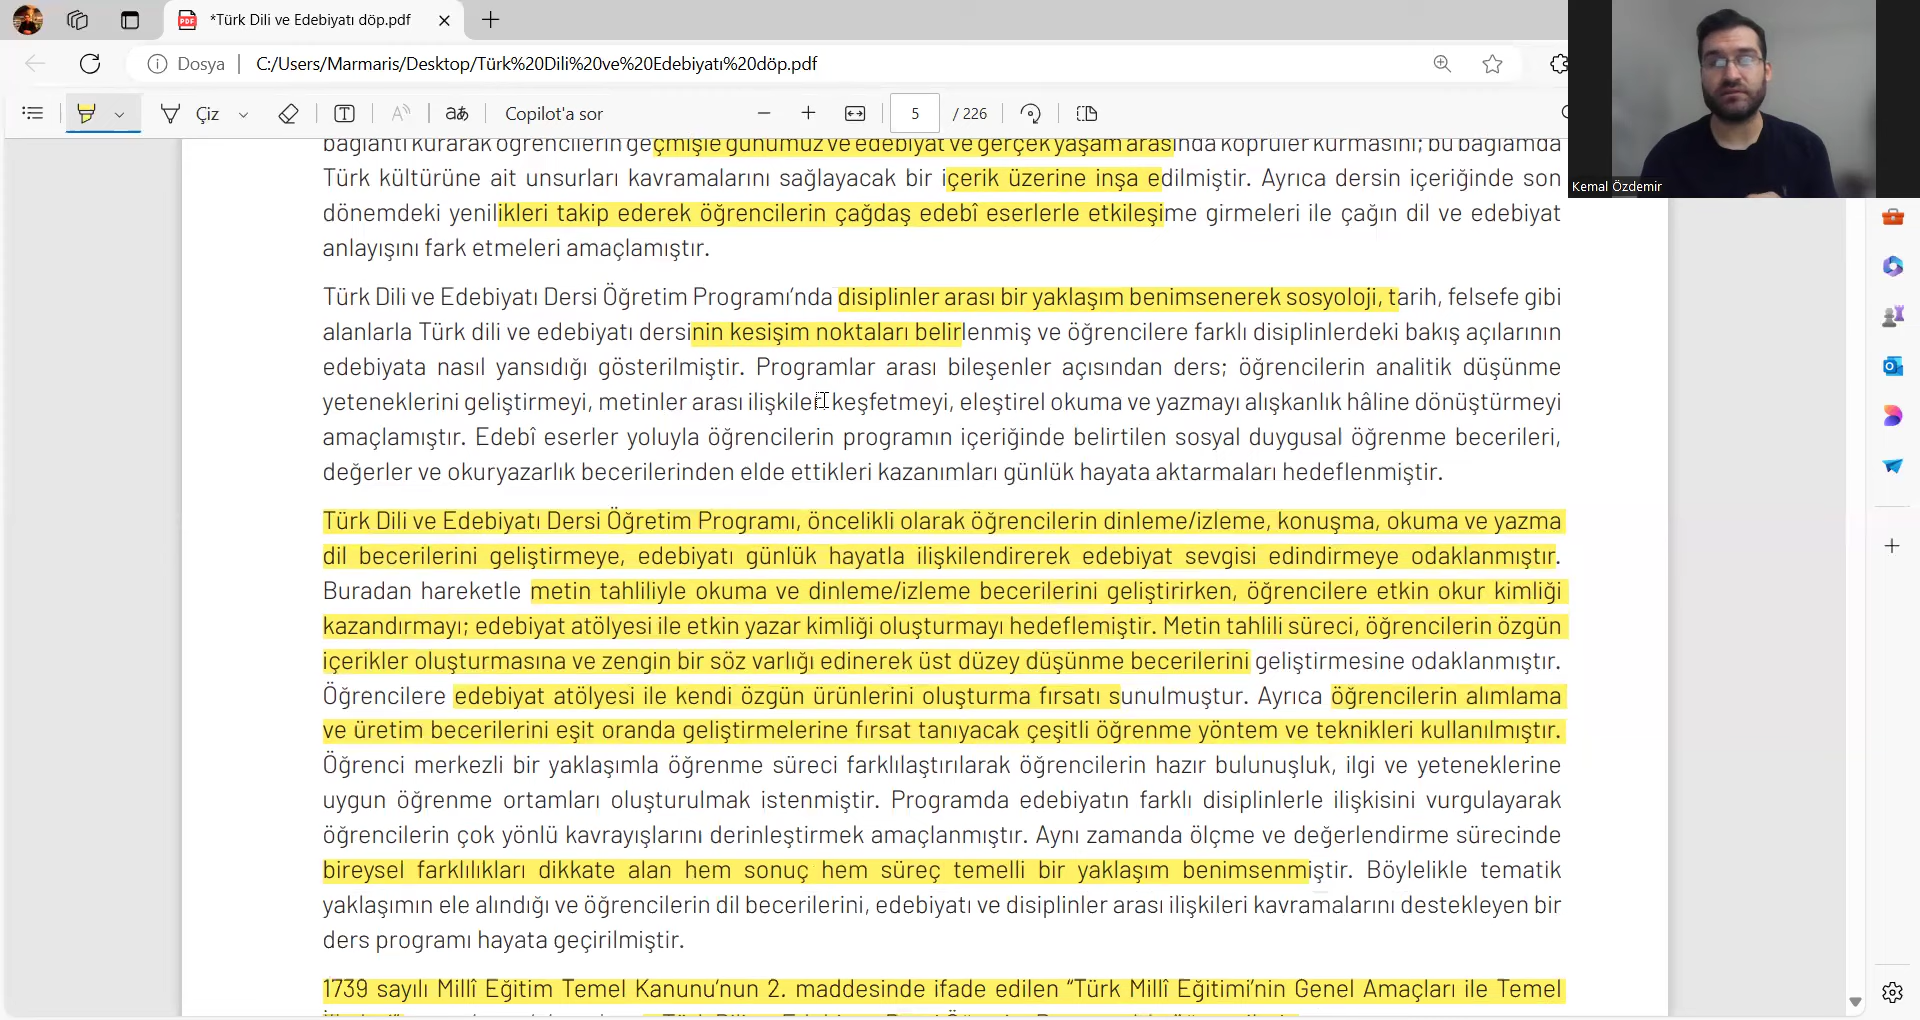 *Türk Dili ve Edebiyatı döp.pdf
Dosya
C:/Users/Marmaris/Desktop/Türk%20Dili%20ve%20Edebiyatı%20döp.pdf
Çiz
Copilot'a sor
5
/ 226
Kemal Özdemir
bağlantı kurarak öğrencilerin geçmişle günümüz ve edebiyat ve gerçek yaşam arasında köprüler kurmasını; bu bağlamda
Türk kültürüne ait unsurları kavramalarını sağlayacak bir içerik üzerine inşa edilmiştir. Ayrıca dersin içeriğinde son
dönemdeki yenilikleri takip ederek öğrencilerin çağdaş edebî eserlerle etkileşime girmeleri ile çağın dil ve edebiyat
anlayışını fark etmeleri amaçlamıştır.
Türk Dili ve Edebiyatı Dersi Öğretim Programı’nda disiplinler arası bir yaklaşım benimsenerek sosyoloji, tarih, felsefe gibi
alanlarla Türk dili ve edebiyatı dersinin kesişim noktaları belirlenmiş ve öğrencilere farklı disiplinlerdeki bakış açılarının
edebiyata nasıl yansıdığı gösterilmiştir. Programlar arası bileşenler açısından ders; öğrencilerin analitik düşünme
yeteneklerini geliştirmeyi, metinler arası ilişkileri keşfetmeyi, eleştirel okuma ve yazmayı alışkanlık hâline dönüştürmeyi
amaçlamıştır. Edebî eserler yoluyla öğrencilerin programın içeriğinde belirtilen sosyal duygusal öğrenme becerileri,
değerler ve okuryazarlık becerilerinden elde ettikleri kazanımları günlük hayata aktarmaları hedeflenmiştir.
Türk Dili ve Edebiyatı Dersi Öğretim Programı, öncelikli olarak öğrencilerin dinleme/izleme, konuşma, okuma ve yazma
dil becerilerini geliştirmeye, edebiyatı günlük hayatla ilişkilendirerek edebiyat sevgisi edindirmeye odaklanmıştır.
Buradan hareketle metin tahliliyle okuma ve dinleme/izleme becerilerini geliştirirken, öğrencilere etkin okur kimliği
kazandırmayı; edebiyat atölyesi ile etkin yazar kimliği oluşturmayı hedeflemiştir. Metin tahlili süreci, öğrencilerin özgün
içerikler oluşturmasına ve zengin bir söz varlığı edinerek üst düzey düşünme becerilerini geliştirmesine odaklanmıştır.
Öğrencilere edebiyat atölyesi ile kendi özgün ürünlerini oluşturma fırsatı sunulmuştur. Ayrıca öğrencilerin alımlama
ve üretim becerilerini eşit oranda geliştirmelerine fırsat tanıyacak çeşitli öğrenme yöntem ve teknikleri kullanılmıştır.
Öğrenci merkezli bir yaklaşımla öğrenme süreci farklılaştırılarak öğrencilerin hazır bulunuşluk, ilgi ve yeteneklerine
uygun öğrenme ortamları oluşturulmak istenmiştir. Programda edebiyatın farklı disiplinlerle ilişkisini vurgulayarak
öğrencilerin çok yönlü kavrayışlarını derinleştirmek amaçlanmıştır. Aynı zamanda ölçme ve değerlendirme sürecinde
bireysel farklılıkları dikkate alan hem sonuç hem süreç temelli bir yaklaşım benimsenmiştir. Böylelikle tematik
yaklaşımın ele alındığı ve öğrencilerin dil becerilerini, edebiyatı ve disiplinler arası ilişkileri kavramalarını destekleyen bir
ders programı hayata geçirilmiştir.
1739 sayılı Millî Eğitim Temel Kanunu’nun 2. maddesinde ifade edilen “Türk Millî Eğitimi’nin Genel Amaçları ile Temel